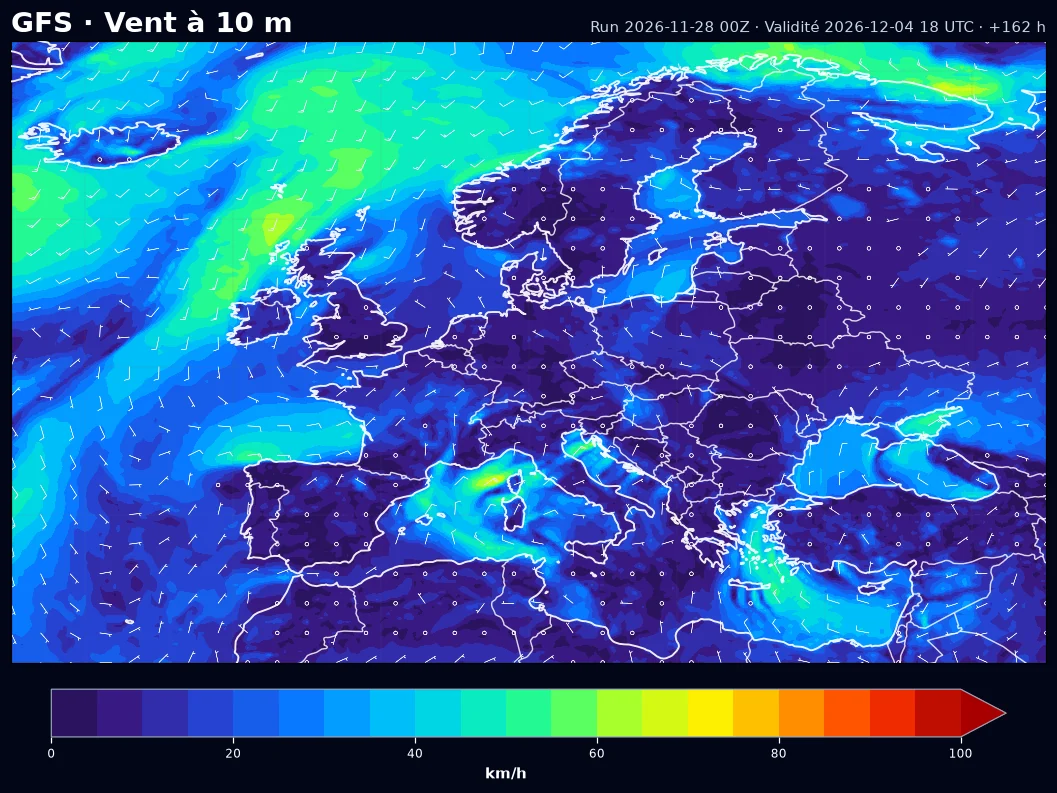 GFS · Vent à 10 m
Run 2026-11-28 00Z · Validité 2026-12-04 18 UTC · +162 h
0 20 40 60 80 100
km/h